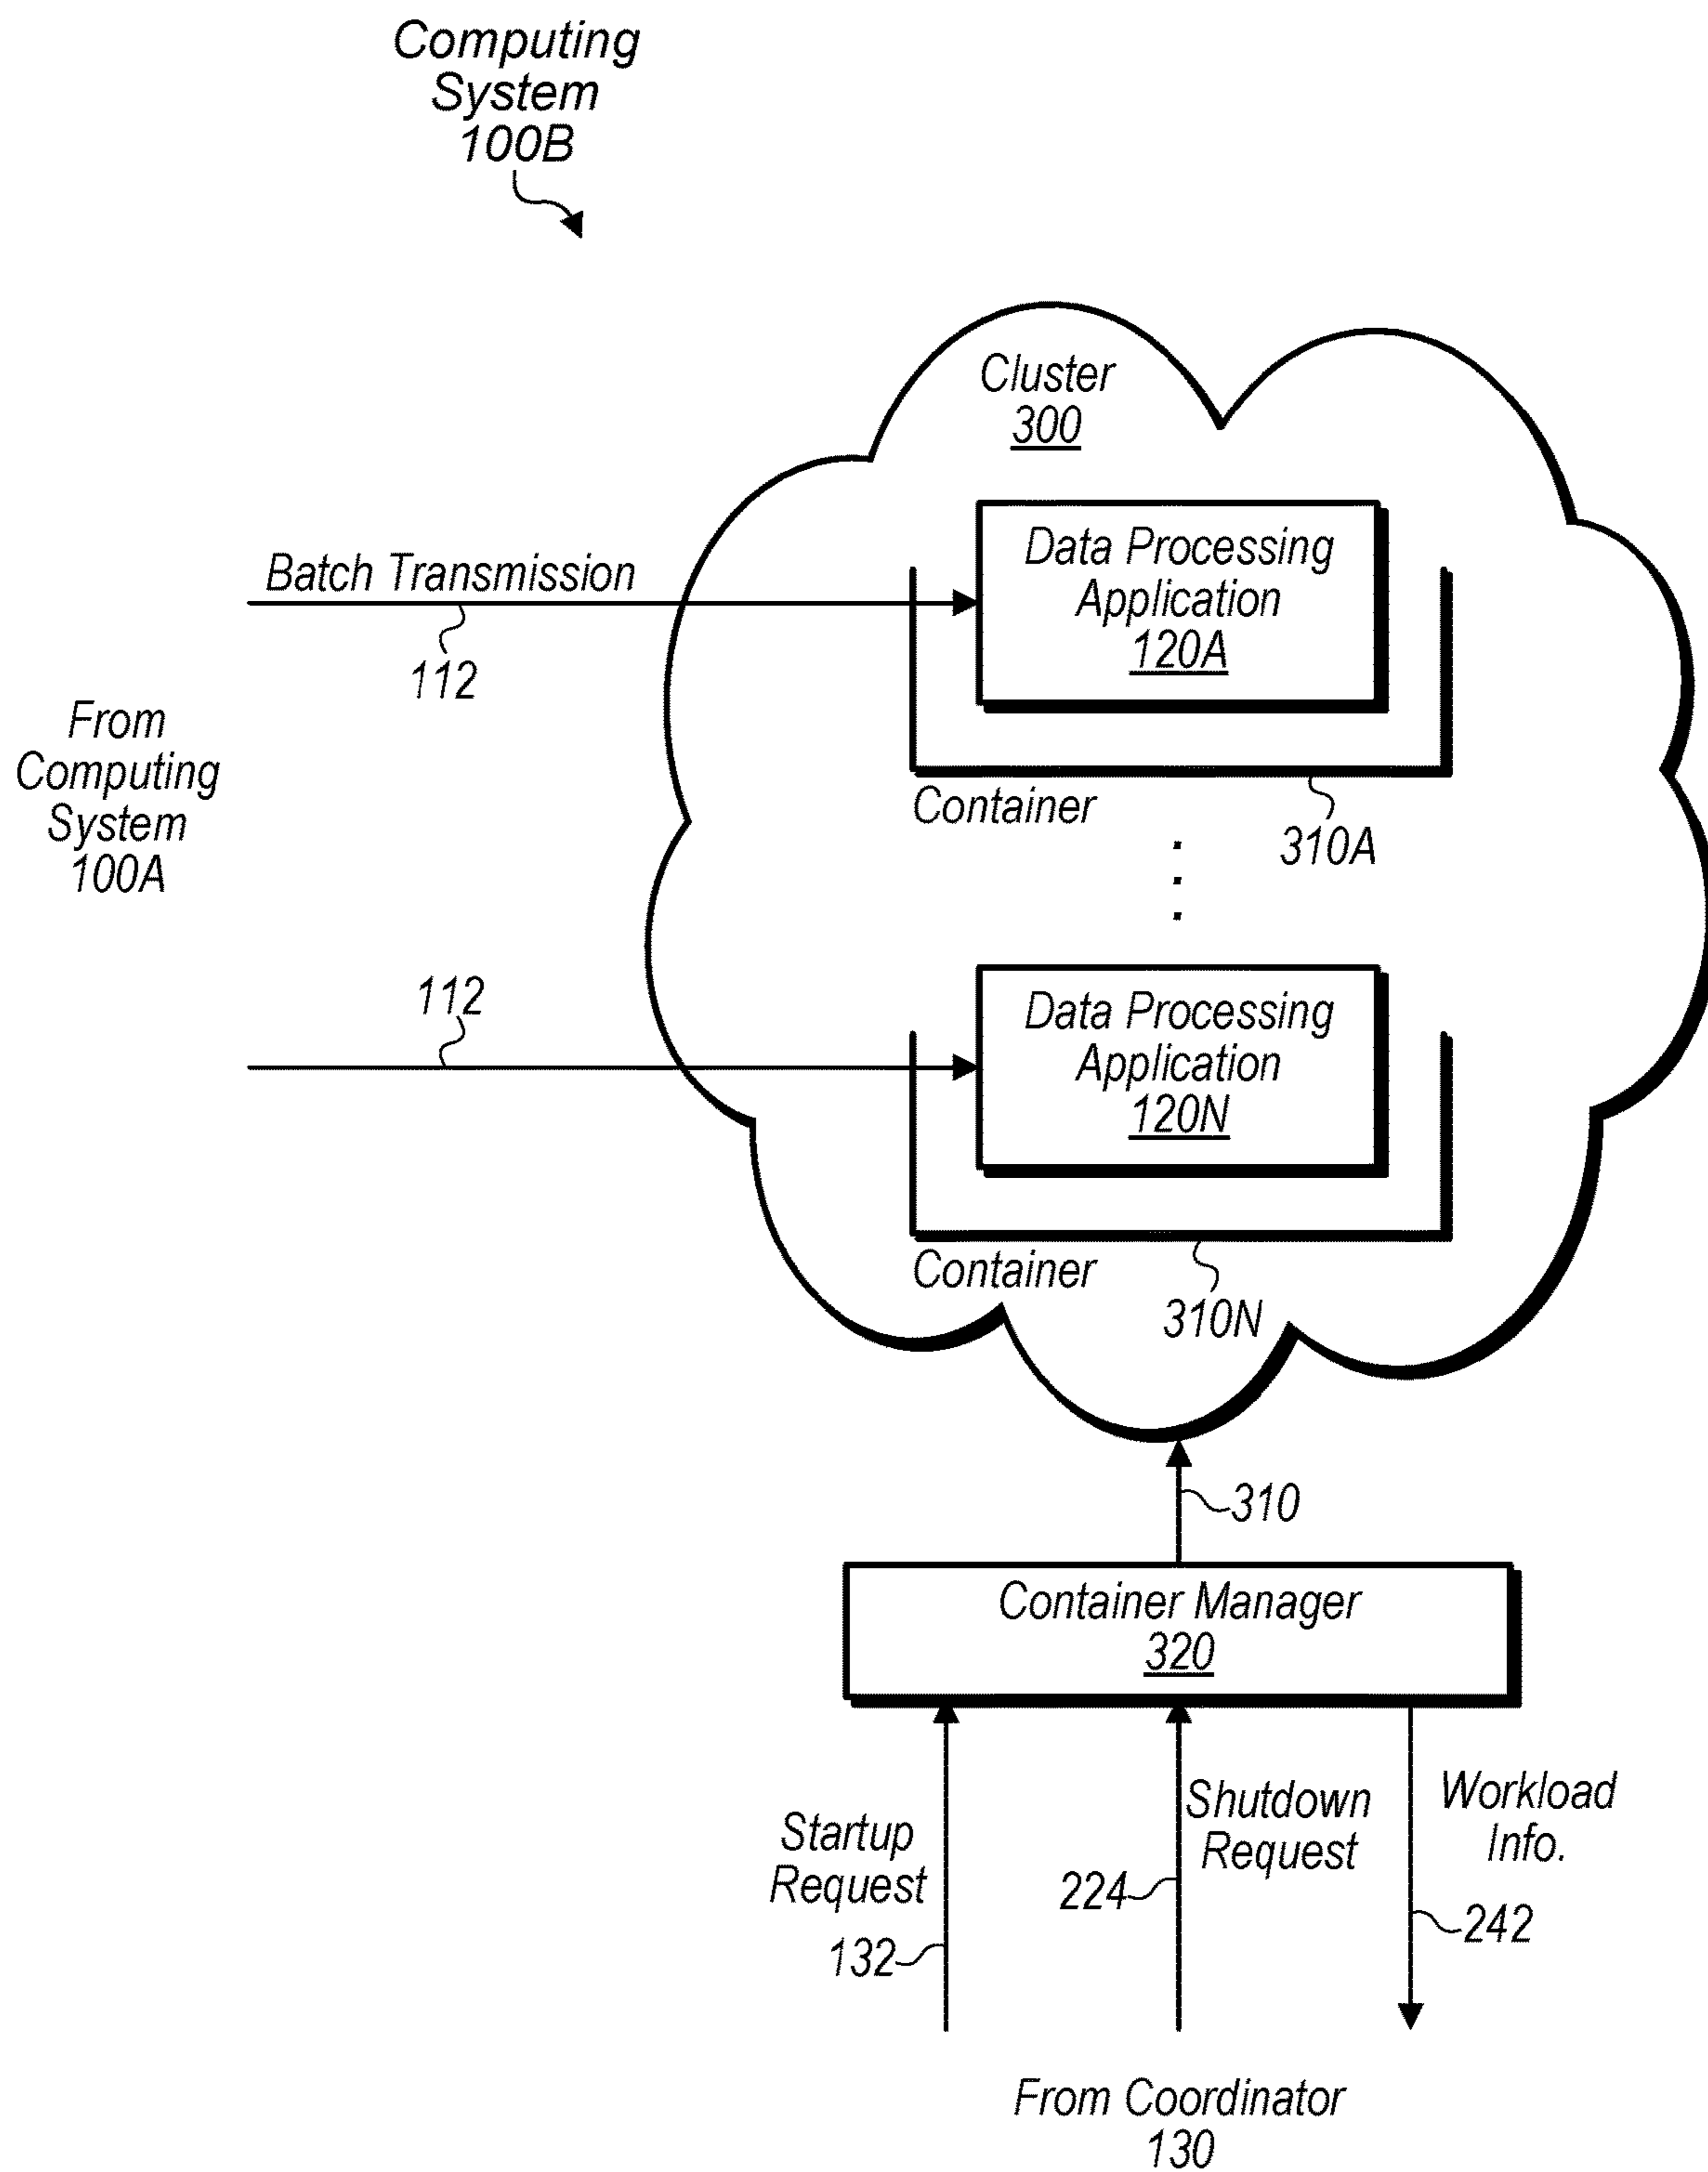 Computing
System
100B
Cluster
300
Batch Transmission
112
Data Processing
Application
120A
Container
310A
From
Computing
System
100A
112
Data Processing
Application
120N
Container
310N
310
Container Manager
320
Startup
Request
132
Shutdown
Request
224
Workload
Info.
242
From Coordinator
130